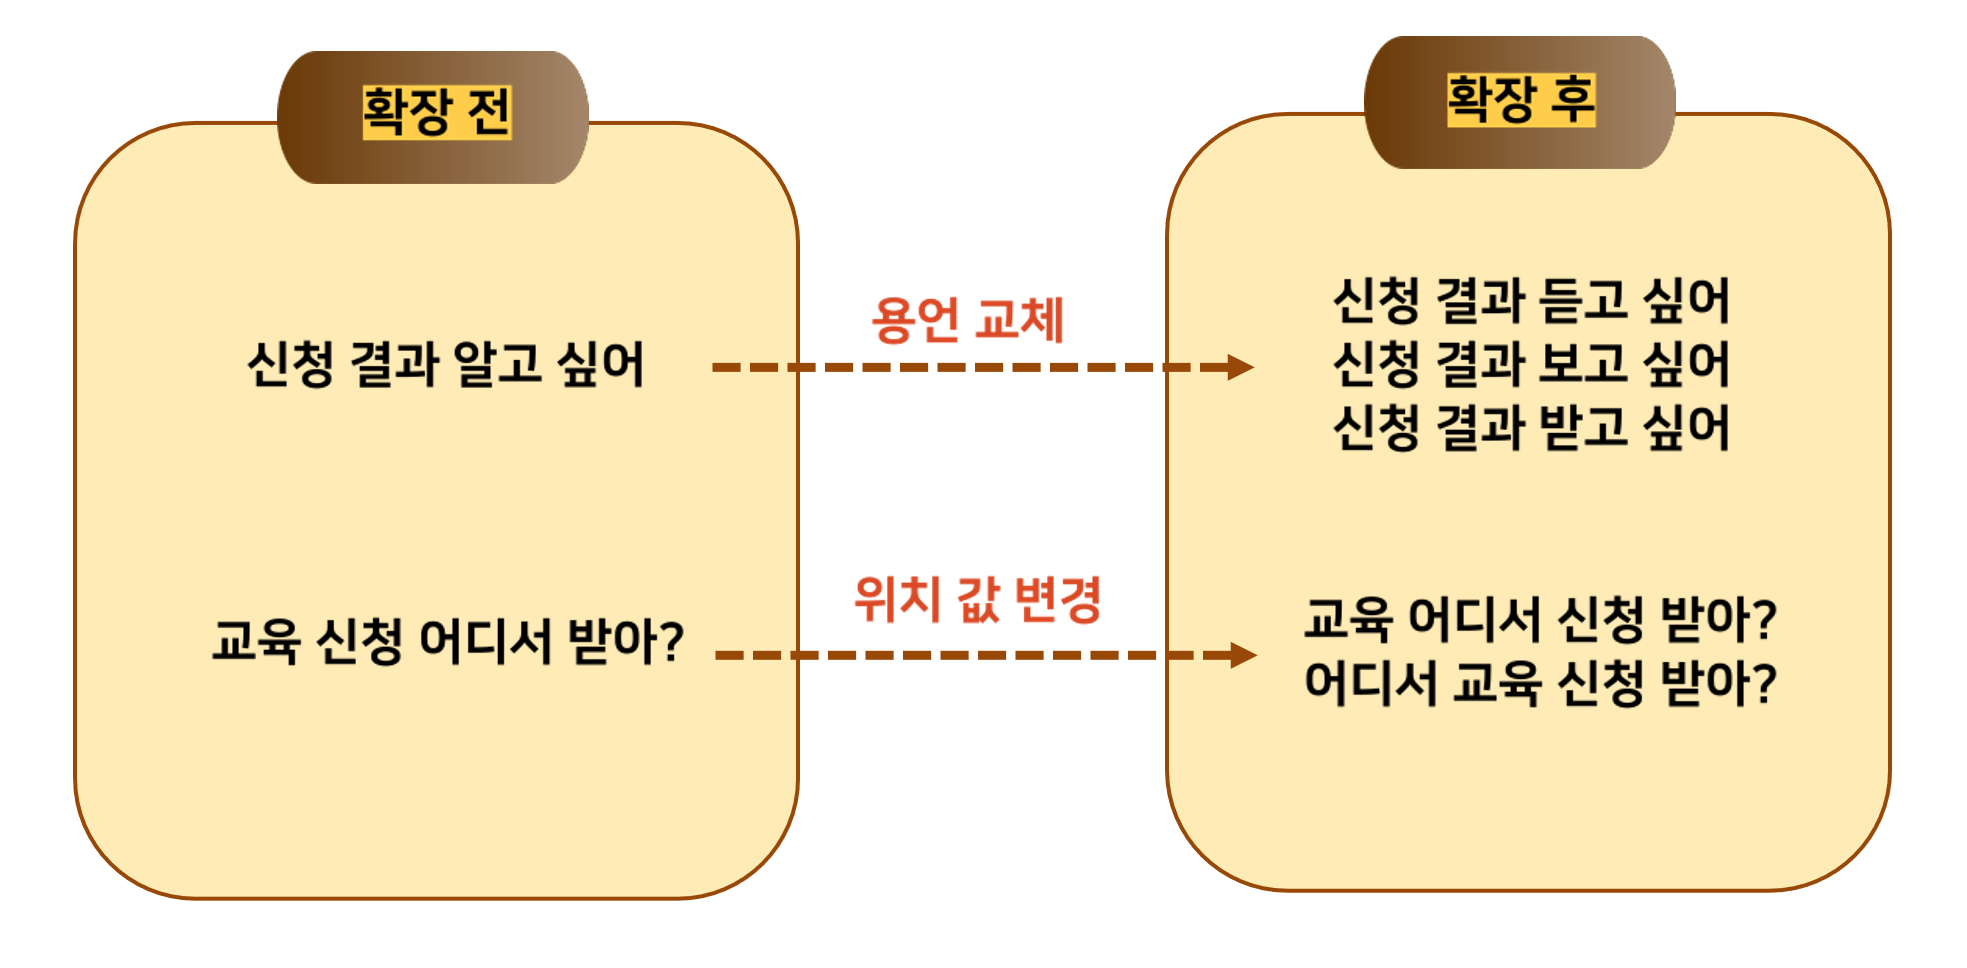 확장 전
확장 후
신청 결과 알고 싶어
용언 교체
신청 결과 듣고 싶어
신청 결과 보고 싶어
신청 결과 받고 싶어
교육 신청 어디서 받아?
위치 값 변경
교육 어디서 신청 받아?
어디서 교육 신청 받아?